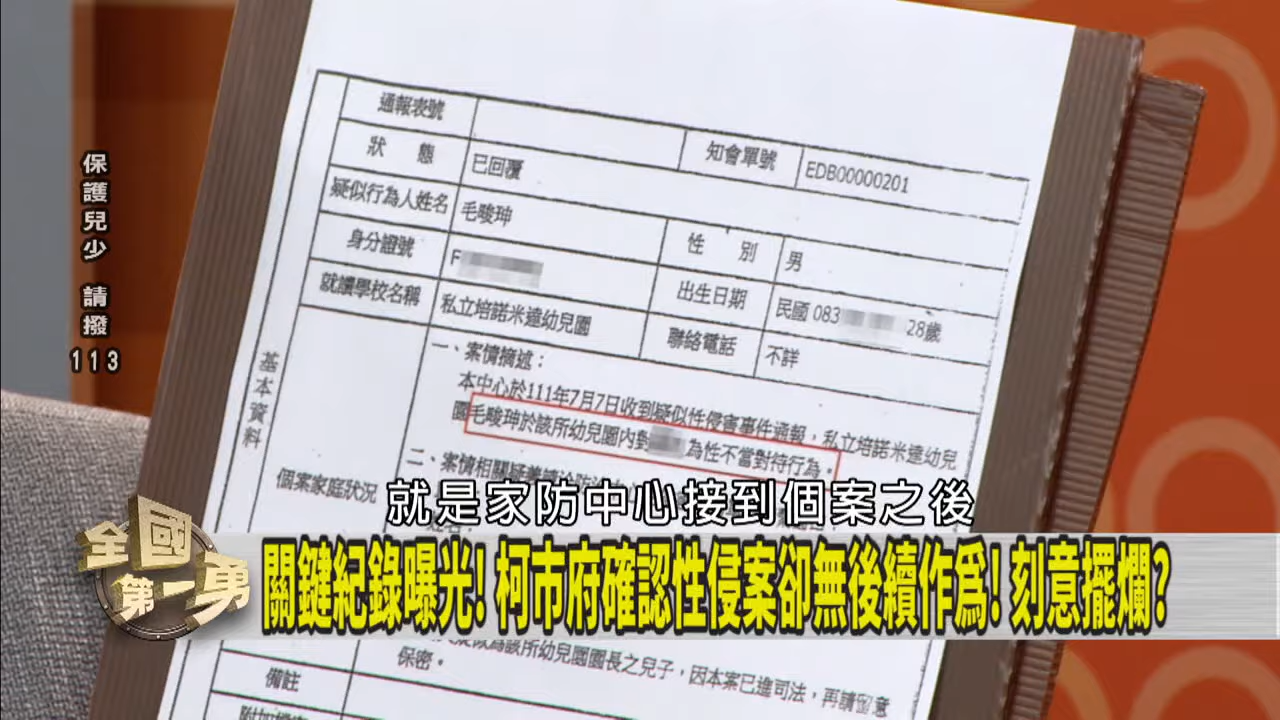 保護兒少 請撥113
通報表號
知會單號 EDB00000201
狀 態 已回覆
疑似行為人姓名 毛畯珅
性 別 男
身分證號 F
出生日期 民國 083 28歲
就讀學校名稱 私立培諾米達幼兒園
聯絡電話 不詳
基本資料
個案家庭狀況
一、案情摘述：
本中心於111年7月7日收到疑似性侵害事件通報，私立培諾米達幼兒
園毛畯珅於該所幼兒園內對 為性不當對待行為。
二、案情相關疑義請洽防治
就是家防中心接到個案之後
全國第一勇
關鍵紀錄曝光! 柯市府確認性侵案卻無後續作為! 刻意擺爛?
為該所幼兒園園長之兒子，因本案已進司法，再請留意
保密。
備註